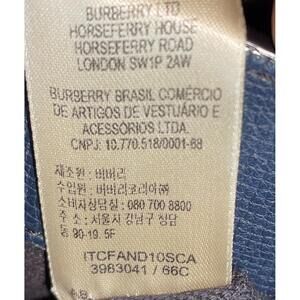 BURBERRY LTD
HORSEFERRY HOUSE
HORSEFERRY ROAD
LONDON SW1P 2AW
BURBERRY BRASIL COMÉRCIO
DE ARTIGOS DE VESTUÁRIO E
ACESSÓRIOS LTDA.
CNPJ: 10.770.518/0001-68
제조원 : 버버리
수입원 : 버버리코리아㈜
소비자상담실 : 080 700 8800
주소 : 서울시 강남구 청담
동 80-19. 5F
ITCFAND10SCA
3983041 / 66C